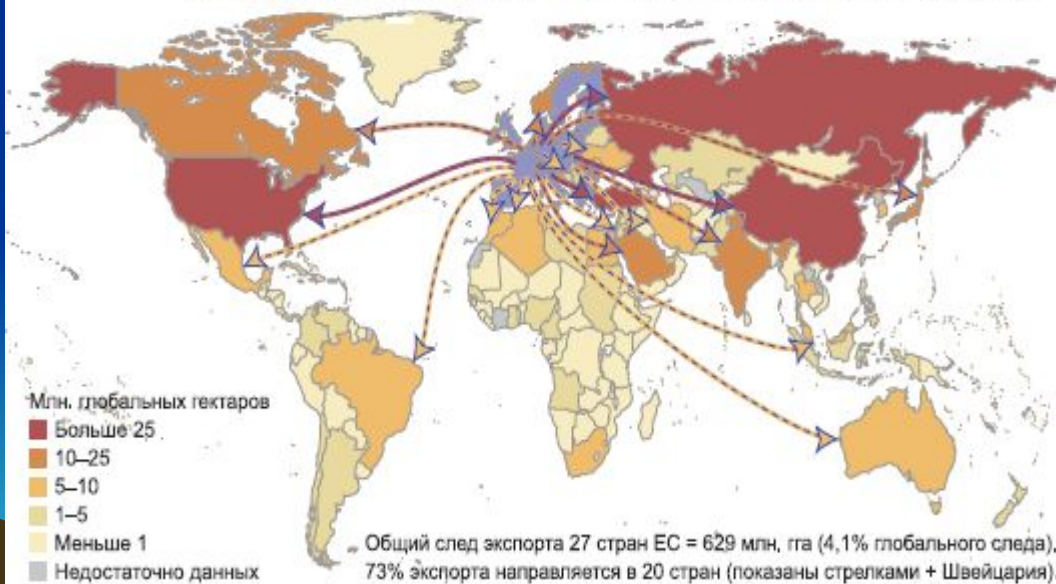 Млн. глобальных гектаров
Больше 25
10–25
5–10
1–5
Меньше 1
Недостаточно данных
Общий след экспорта 27 стран ЕС = 629 млн, гга (4,1% глобального следа).
73% экспорта направляется в 20 стран (показаны стрелками + Швейцария)